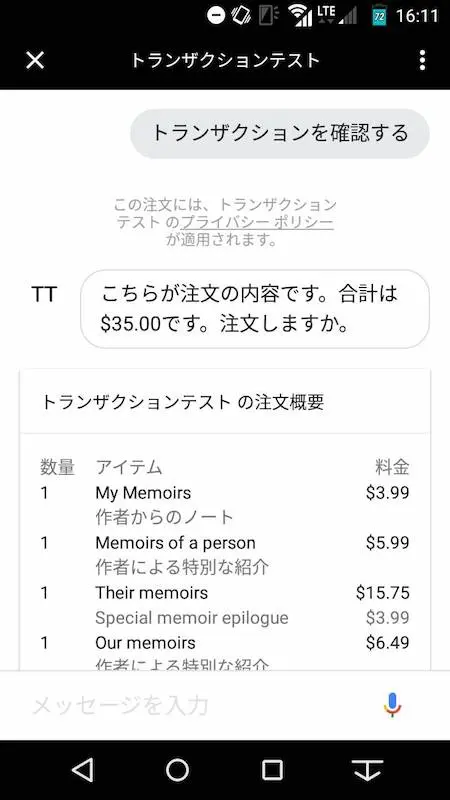 LTE 72 16:11
トランザクションテスト
トランザクションを確認する
この注文には、トランザクション
テスト のプライバシー ポリシー
が適用されます。
TT
こちらが注文の内容です。合計は
$35.00です。注文しますか。
トランザクションテスト の注文概要
数量 アイテム 料金
1 My Memoirs $3.99
作者からのノート
1 Memoirs of a person $5.99
作者による特別な紹介
1 Their memoirs $15.75
Special memoir epilogue $3.99
1 Our memoirs $6.49
作者による特別な紹介
メッセージを入力